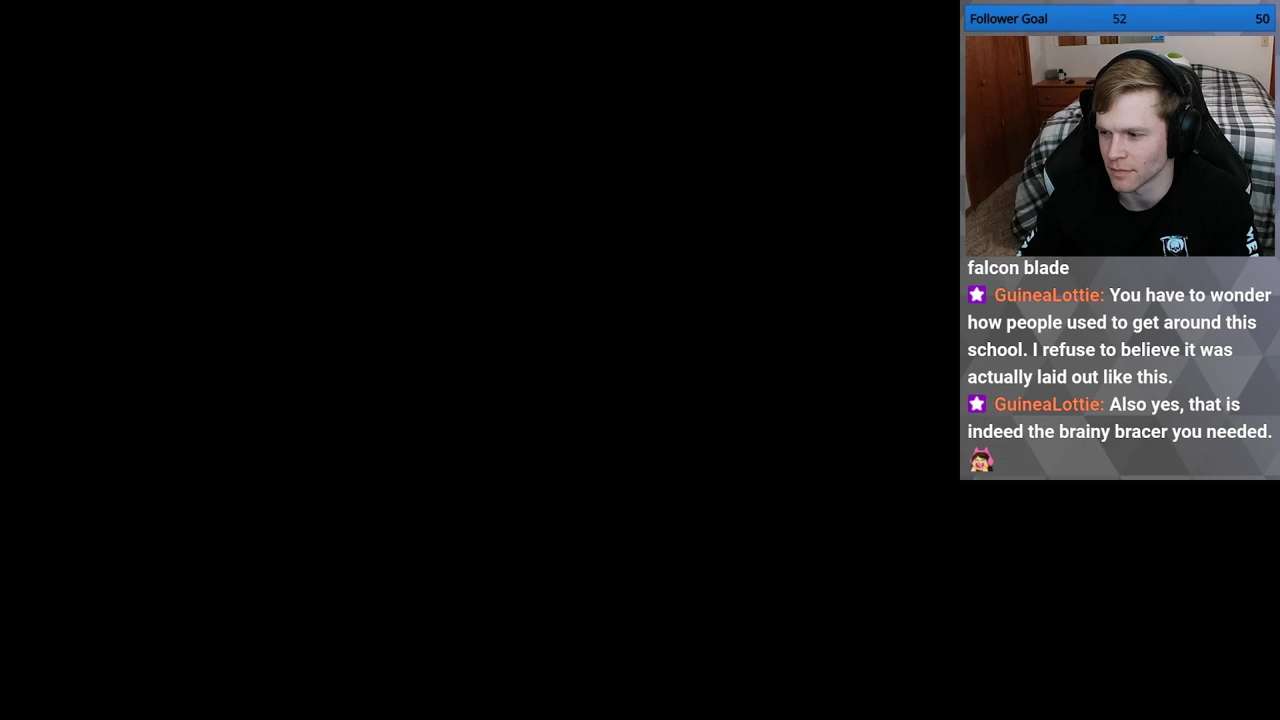 Follower Goal 52 50
falcon blade
GuineaLottie: You have to wonder
how people used to get around this
school. I refuse to believe it was
actually laid out like this.
GuineaLottie: Also yes, that is
indeed the brainy bracer you needed.